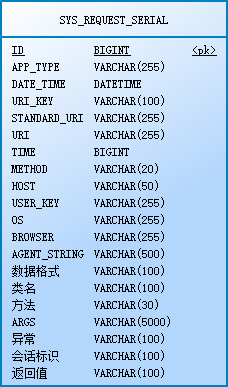 SYS_REQUEST_SERIAL
ID BIGINT <pk>
APP_TYPE VARCHAR(255)
DATE_TIME DATETIME
URI_KEY VARCHAR(100)
STANDARD_URI VARCHAR(255)
URI VARCHAR(255)
TIME BIGINT
METHOD VARCHAR(20)
HOST VARCHAR(50)
USER_KEY VARCHAR(255)
OS VARCHAR(255)
BROWSER VARCHAR(255)
AGENT_STRING VARCHAR(500)
数据格式 VARCHAR(100)
类名 VARCHAR(100)
方法 VARCHAR(30)
ARGS VARCHAR(5000)
异常 VARCHAR(100)
会话标识 VARCHAR(100)
返回值 VARCHAR(100)